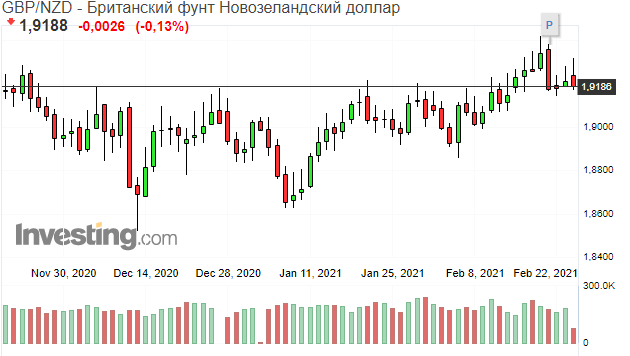 GBP/NZD - Британский фунт Новозеландский доллар
1,9188 -0,0026 (-0,13%)
P
1,9186
1,9000
1,8800
1,8600
Investing.com
1,8400
Nov 30, 2020 Dec 14, 2020 Dec 28, 2020 Jan 11, 2021 Jan 25, 2021 Feb 8, 2021 Feb 22, 2021
300.0K
0